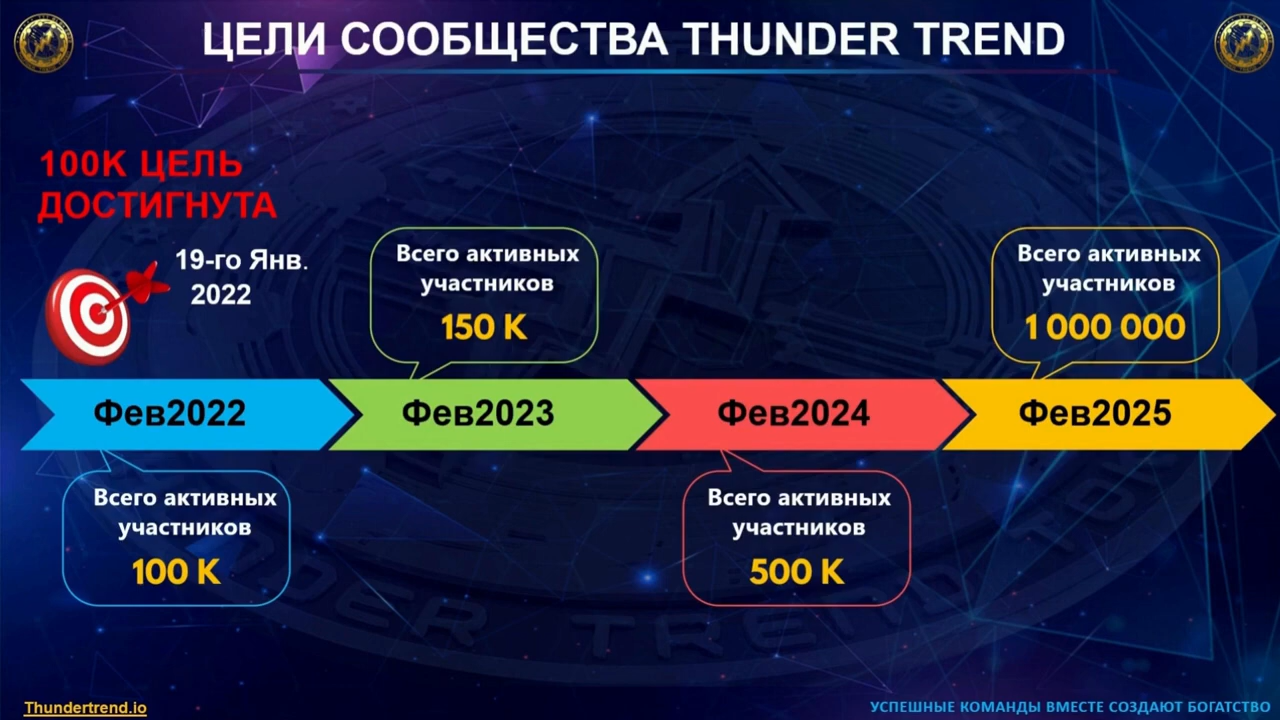 ЦЕЛИ СООБЩЕСТВА THUNDER TREND
100K ЦЕЛЬ
ДОСТИГНУТА
19-го Янв.
2022
Всего активных
участников
150 K
Всего активных
участников
1 000 000
Фев2022
Фев2023
Фев2024
Фев2025
Всего активных
участников
100 K
Всего активных
участников
500 K
Thundertrend.io
УСПЕШНЫЕ КОМАНДЫ ВМЕСТЕ СОЗДАЮТ БОГАТСТВО